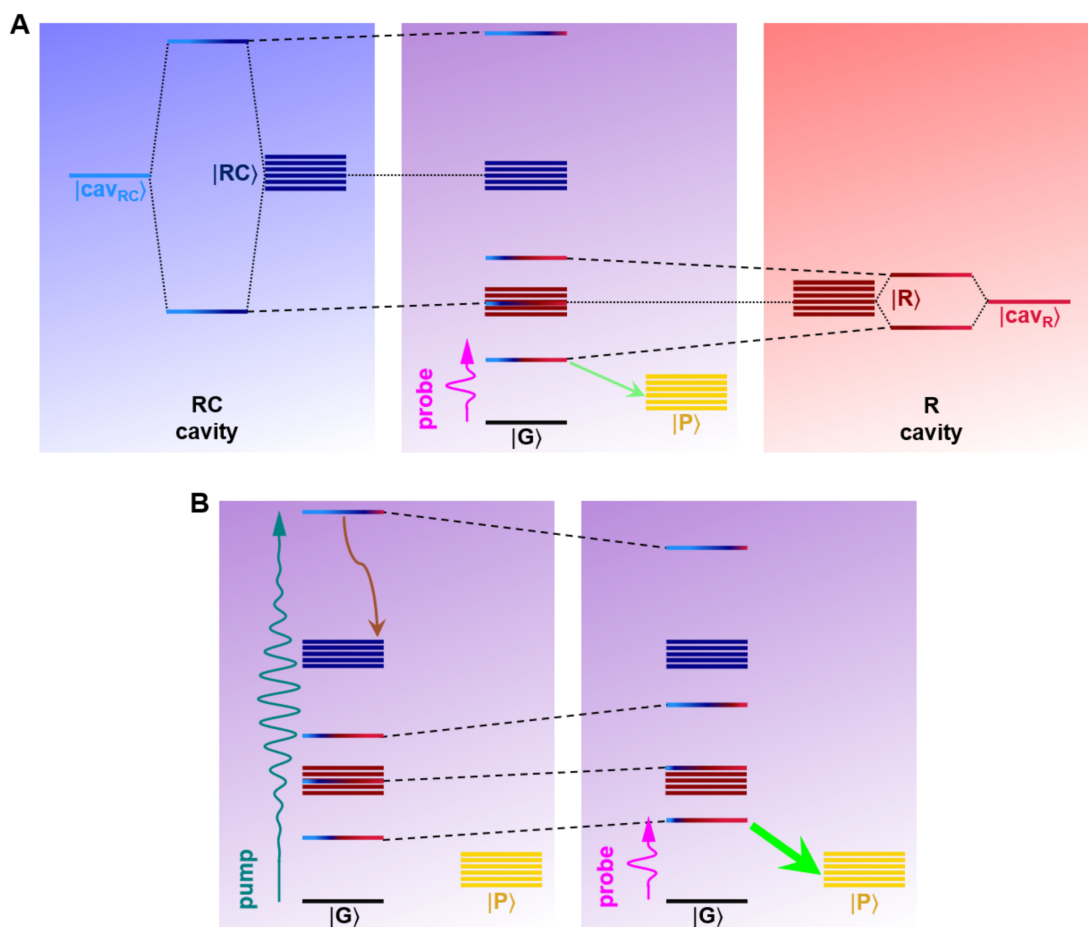 A
|cav_RC⟩
|RC⟩
RC
cavity
probe
|G⟩
|P⟩
|R⟩
|cav_R⟩
R
cavity
B
pump
|G⟩
|P⟩
probe
|G⟩
|P⟩